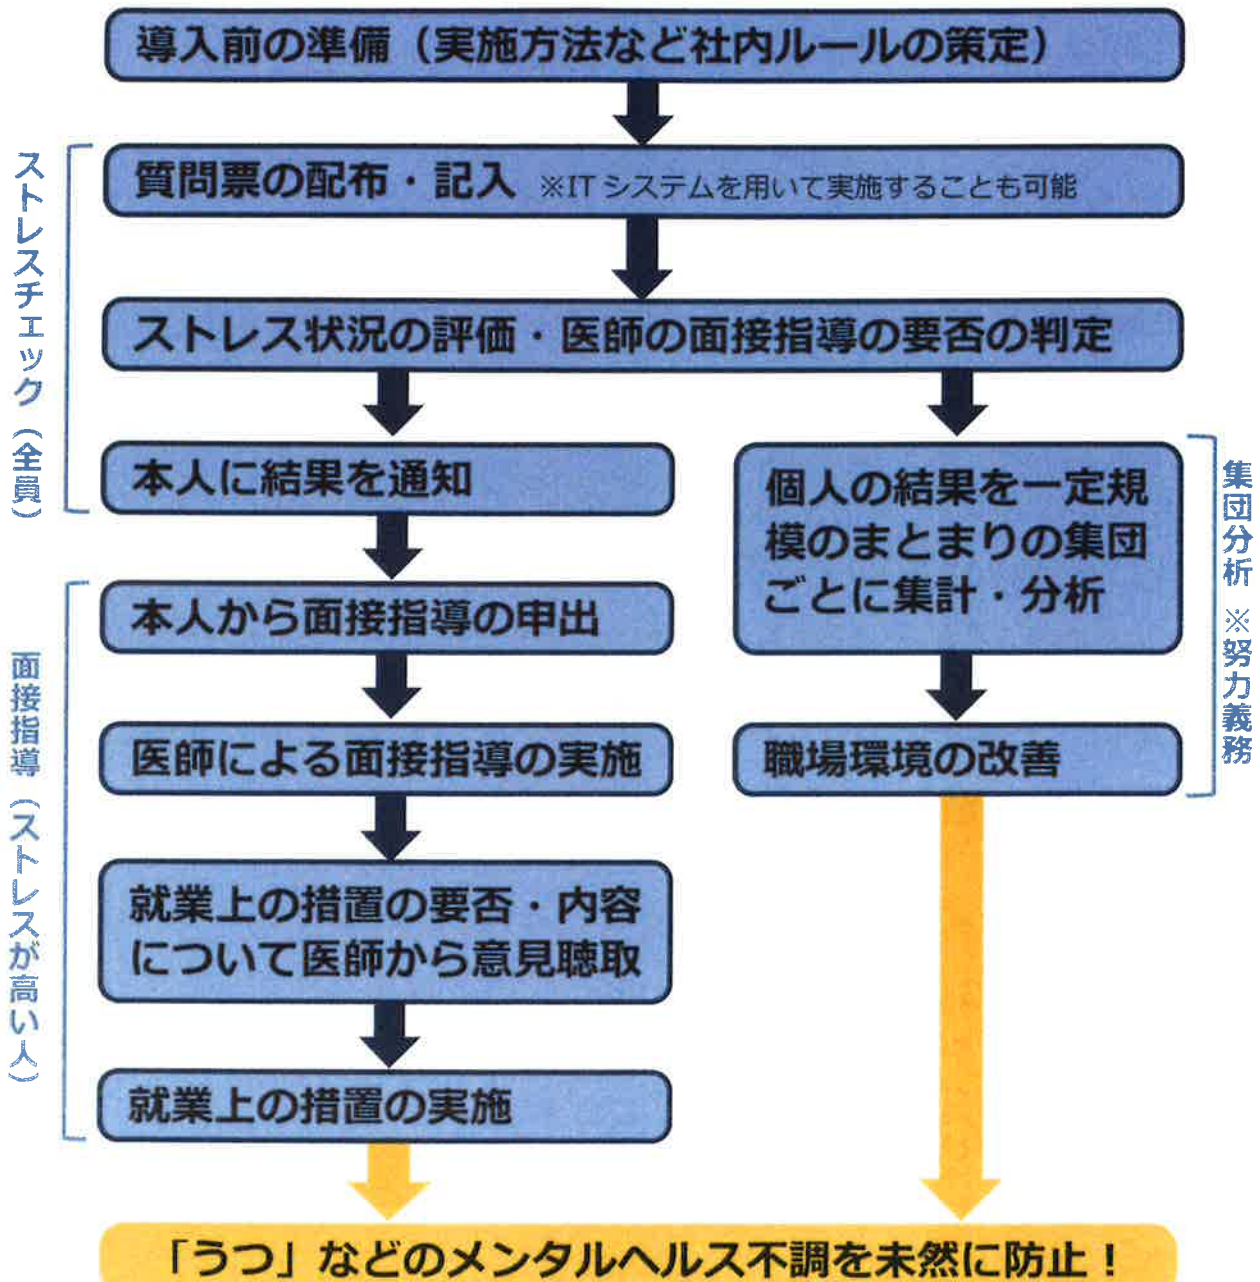 導入前の準備（実施方法など社内ルールの策定）
ストレスチェック（全員）
質問票の配布・記入 ※ITシステムを用いて実施することも可能
ストレス状況の評価・医師の面接指導の要否の判定
本人に結果を通知
個人の結果を一定規
模のまとまりの集団
ごとに集計・分析
集団分析 ※努力義務
面接指導（ストレスが高い人）
本人から面接指導の申出
医師による面接指導の実施
職場環境の改善
就業上の措置の要否・内容
について医師から意見聴取
就業上の措置の実施
「うつ」などのメンタルヘルス不調を未然に防止！